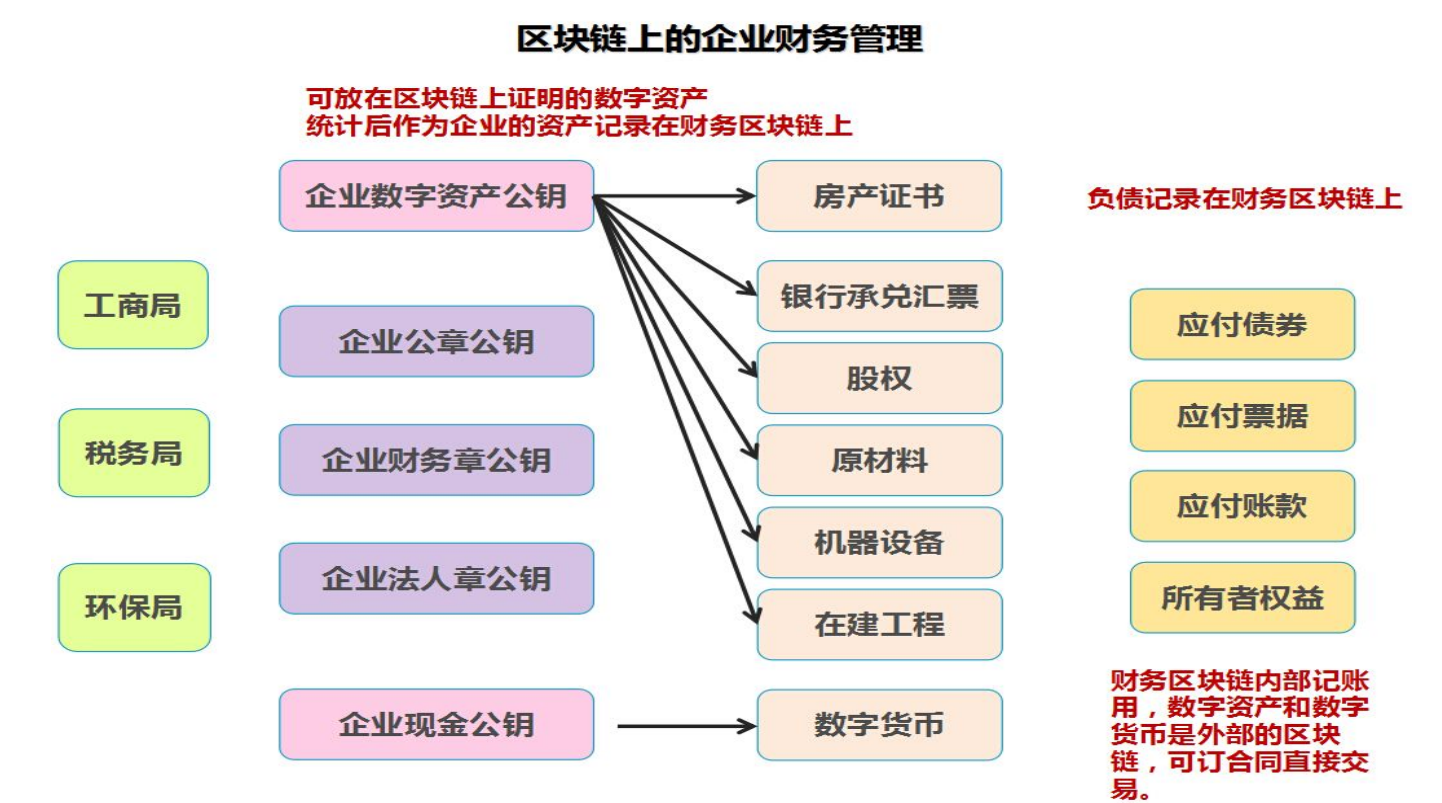 区块链上的企业财务管理
可放在区块链上证明的数字资产
统计后作为企业的资产记录在财务区块链上
企业数字资产公钥
房产证书
负债记录在财务区块链上
工商局
银行承兑汇票
企业公章公钥
应付债券
股权
应付票据
税务局
企业财务章公钥
原材料
应付账款
机器设备
环保局
企业法人章公钥
所有者权益
在建工程
企业现金公钥
数字货币
财务区块链内部记账
用，数字资产和数字
货币是外部的区块
链，可订合同直接交
易。